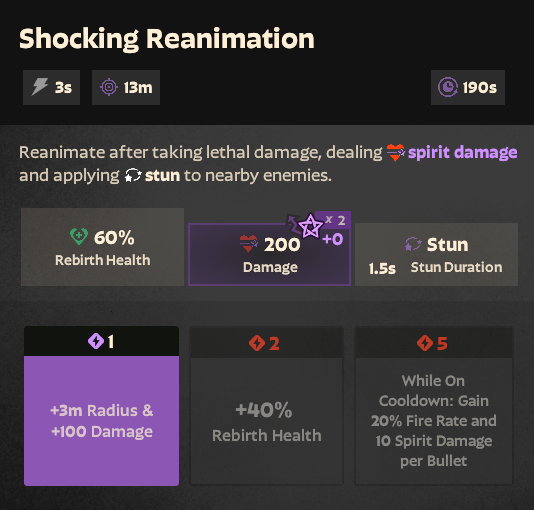 Shocking Reanimation
3s
13m
190s
Reanimate after taking lethal damage, dealing spirit damage
and applying stun to nearby enemies.
60%
Rebirth Health
x 2
200 +0
Damage
Stun
1.5s Stun Duration
1
+3m Radius &
+100 Damage
2
+40%
Rebirth Health
5
While On
Cooldown: Gain
20% Fire Rate and
10 Spirit Damage
per Bullet